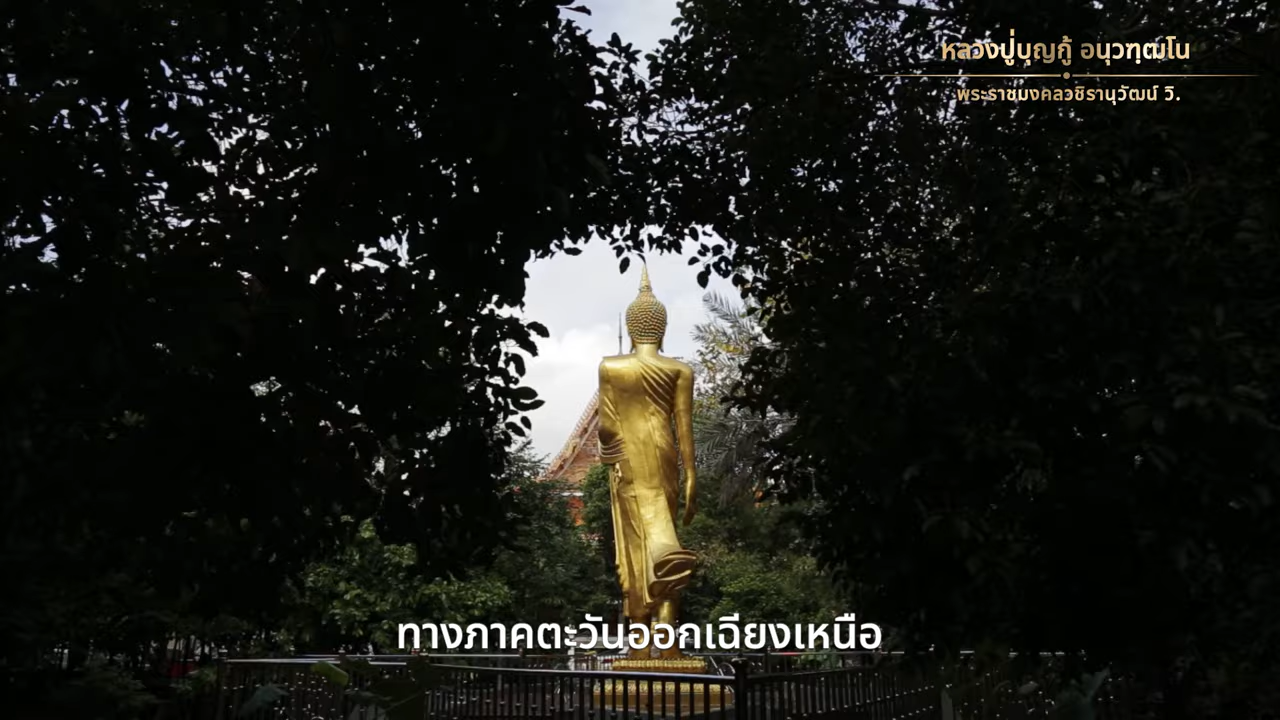 หลวงปู่บุญกู้ อนุวฑฺฒโน
พระราชมงคลวชิรานุวัฒน์ วิ.
ทางภาคตะวันออกเฉียงเหนือ